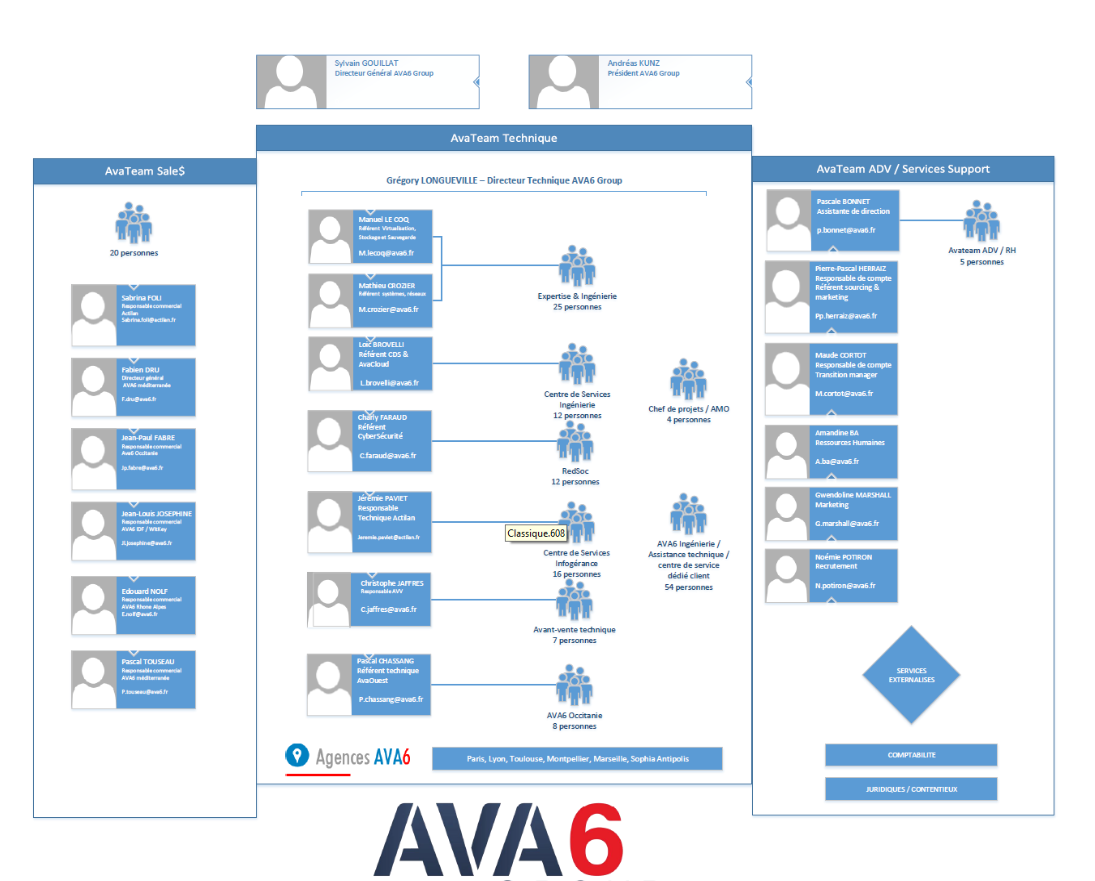 Sylvain GOUILLAT
Directeur Général AVA6 Group
Andréas KUNZ
Président AVA6 Group
AvaTeam Sale$
20 personnes
Sabrina FOLI
Responsable commercial
Actilan
Sabrina.foli@actilan.fr
Fabien DRU
Directeur général
AVA6 méditerranée
F.dru@ava6.fr
Jean-Paul FABRE
Responsable commercial
Ava6 Occitanie
Jp.fabre@ava6.fr
Jean-Louis JOSEPHINE
Responsable commercial
AVA6 IDF / WiiKey
Jl.josephine@ava6.fr
Edouard NOLF
Responsable commercial
AVA6 Rhone Alpes
E.nolf@ava6.fr
Pascal TOUSEAU
Responsable commercial
AVA6 méditerranée
P.touseau@ava6.fr
AvaTeam Technique
Grégory LONGUEVILLE – Directeur Technique AVA6 Group
Manuel LE COQ
Référent Virtualisation,
Stockage et Sauvegarde
M.lecoq@ava6.fr
Mathieu CROZIER
Référent systèmes, réseaux
M.crozier@ava6.fr
Expertise & Ingénierie
25 personnes
Loïc BROVELLI
Référent CDS &
AvaCloud
L.brovelli@ava6.fr
Centre de Services
Ingénierie
12 personnes
Chef de projets / AMO
4 personnes
Charly FARAUD
Référent
CyberSécurité
C.faraud@ava6.fr
RedSoc
12 personnes
Jérémie PAVIET
Responsable
Technique Actilan
Jeremie.paviet@actilan.fr
Classique.608
Centre de Services
Infogérance
16 personnes
AVA6 Ingénierie /
Assistance technique /
centre de service
dédié client
54 personnes
Christophe JAFFRES
Responsable AVV
C.jaffres@ava6.fr
Avant-vente technique
7 personnes
Pascal CHASSANG
Référent technique
AvaOuest
P.chassang@ava6.fr
AVA6 Occitanie
8 personnes
Agences AVA6
Paris, Lyon, Toulouse, Montpellier, Marseille, Sophia Antipolis
AvaTeam ADV / Services Support
Pascale BONNET
Assistante de direction
p.bonnet@ava6.fr
Avateam ADV / RH
5 personnes
Pierre-Pascal HERRAIZ
Responsable de compte
Référent sourcing &
marketing
Pp.herraiz@ava6.fr
Maude CORTOT
Responsable de compte
Transition manager
M.cortot@ava6.fr
Amandine BA
Ressources Humaines
A.ba@ava6.fr
Gwendoline MARSHALL
Marketing
G.marshall@ava6.fr
Noémie POTIRON
Recrutement
N.potiron@ava6.fr
SERVICES
EXTERNALISES
COMPTABILITE
JURIDIQUES / CONTENTIEUX
AVA6